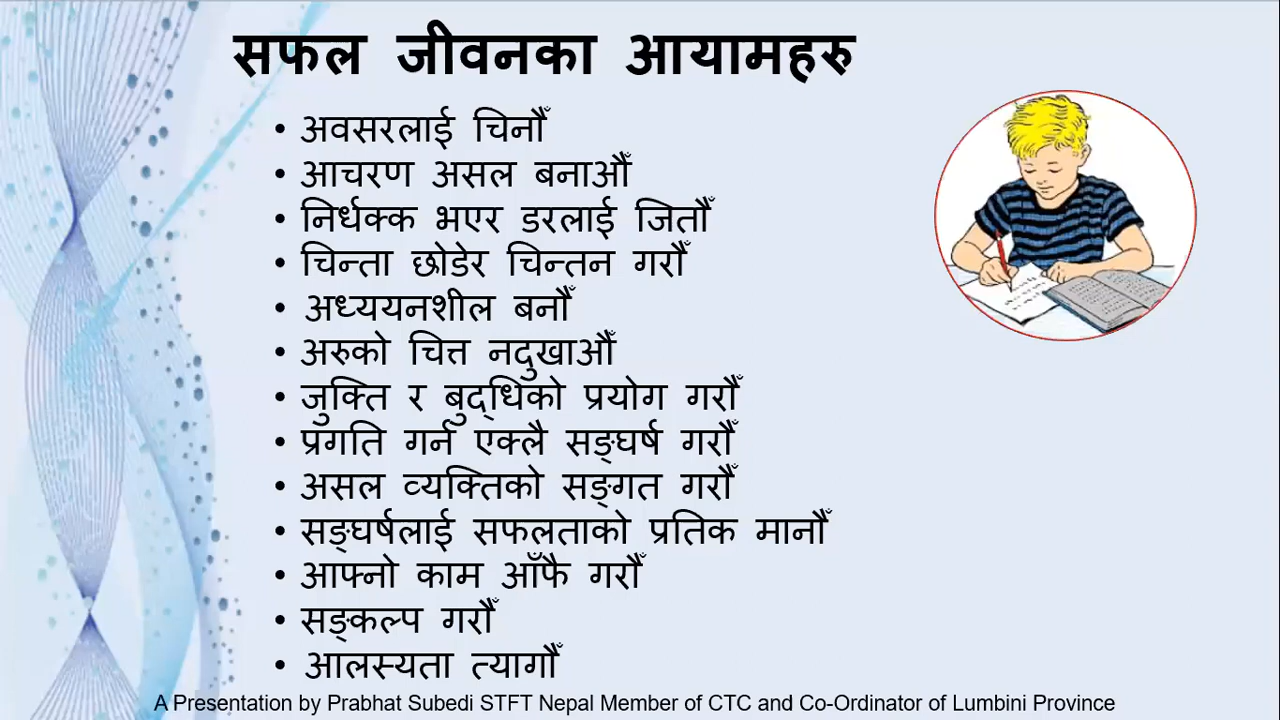 सफल जीवनका आयामहरु
• अवसरलाई चिनौँ
• आचरण असल बनाऔँ
• निर्धक्क भएर डरलाई जितौँ
• चिन्ता छोडेर चिन्तन गरौँ
• अध्ययनशील बनौँ
• अरुको चित्त नदुखाऔँ
• जुक्ति र बुद्धिको प्रयोग गरौँ
• प्रगति गर्न एक्लै सङ्घर्ष गरौँ
• असल व्यक्तिको सङ्गत गरौँ
• सङ्घर्षलाई सफलताको प्रतिक मानौँ
• आफ्नो काम आँफै गरौँ
• सङ्कल्प गरौँ
• आलस्यता त्यागौँ
A Presentation by Prabhat Subedi STFT Nepal Member of CTC and Co-Ordinator of Lumbini Province